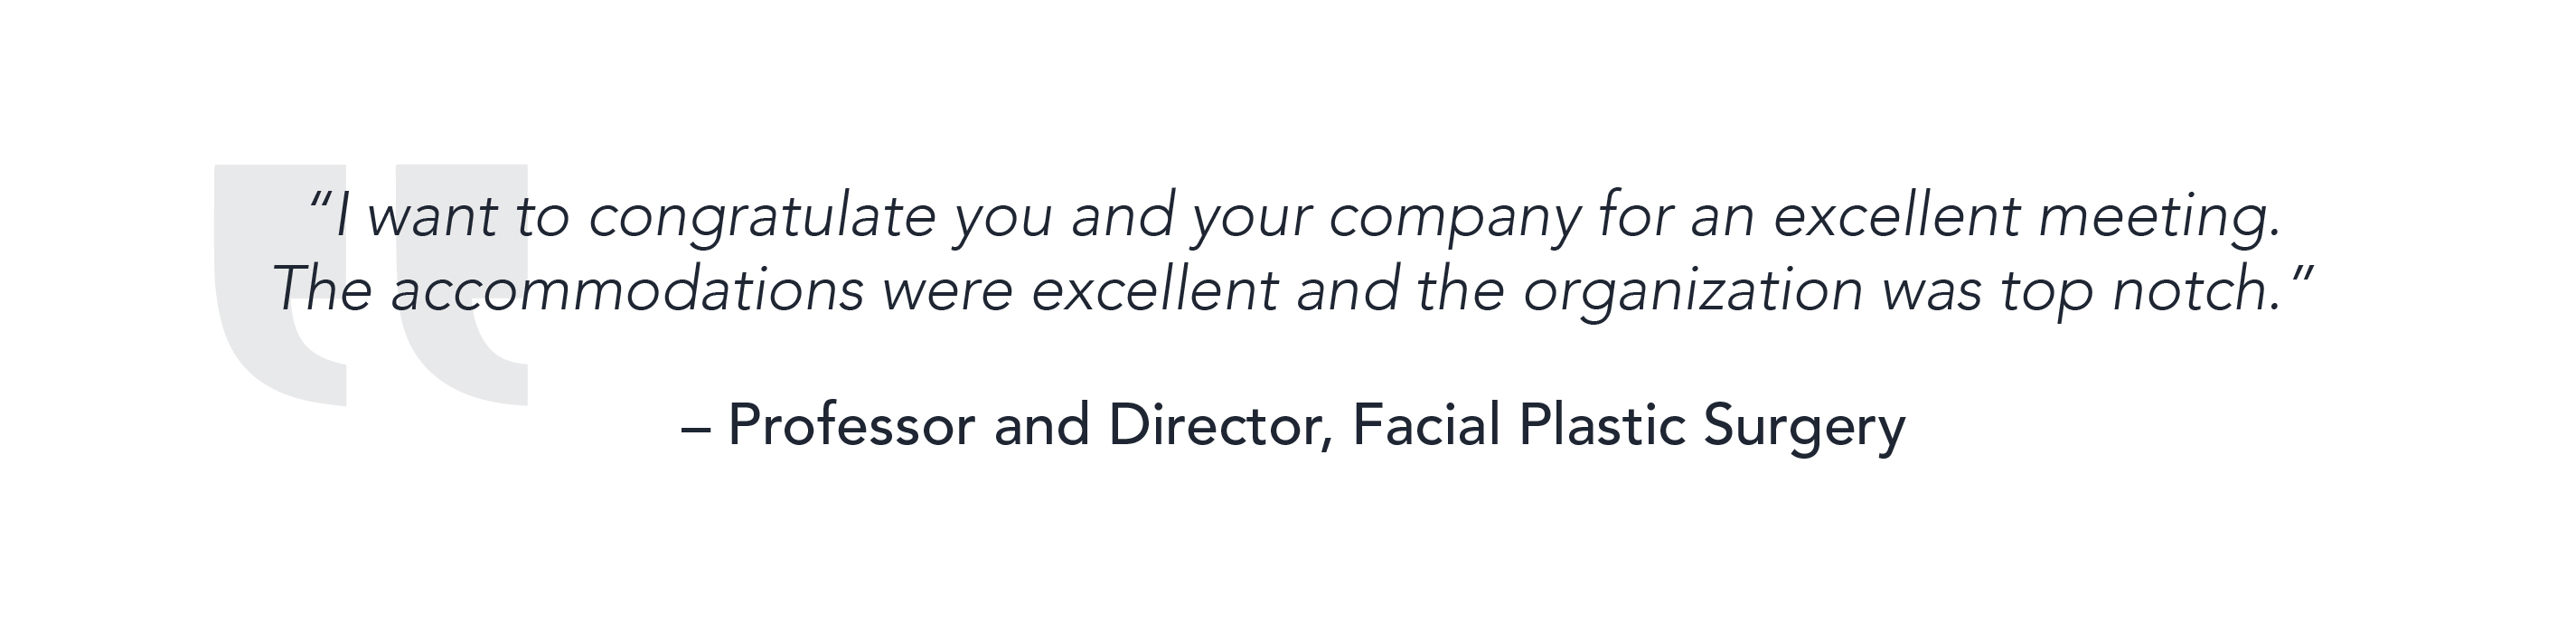 “I want to congratulate you and your company for an excellent meeting.
The accommodations were excellent and the organization was top notch.”
– Professor and Director, Facial Plastic Surgery